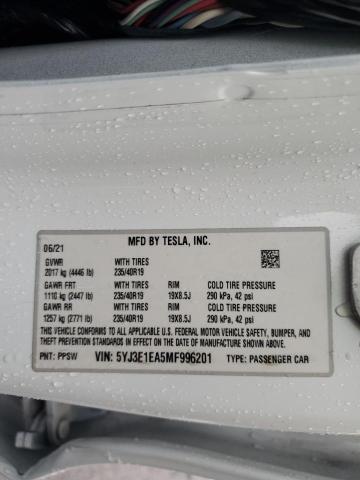 MFD BY TESLA, INC.
06/21
GVWR WITH TIRES
2017 kg (4446 lb) 235/40R19
GAWR FRT WITH TIRES RIM COLD TIRE PRESSURE
1110 kg (2447 lb) 235/40R19 19X8.5J 290 kPa, 42 psi
GAWR RR WITH TIRES RIM COLD TIRE PRESSURE
1257 kg (2771 lb) 235/40R19 19X8.5J 290 kPa, 42 psi
THIS VEHICLE CONFORMS TO ALL FEDERAL MOTOR VEHICLE SAFETY, BUMPER,
AND THEFT PREVENTION STANDARDS IN EFFECT ON THE DATE OF MANUFACTURE SHOWN ABOVE.
PNT: PPSW VIN: 5YJ3E1EA5MF996201 TYPE: PASSENGER CAR